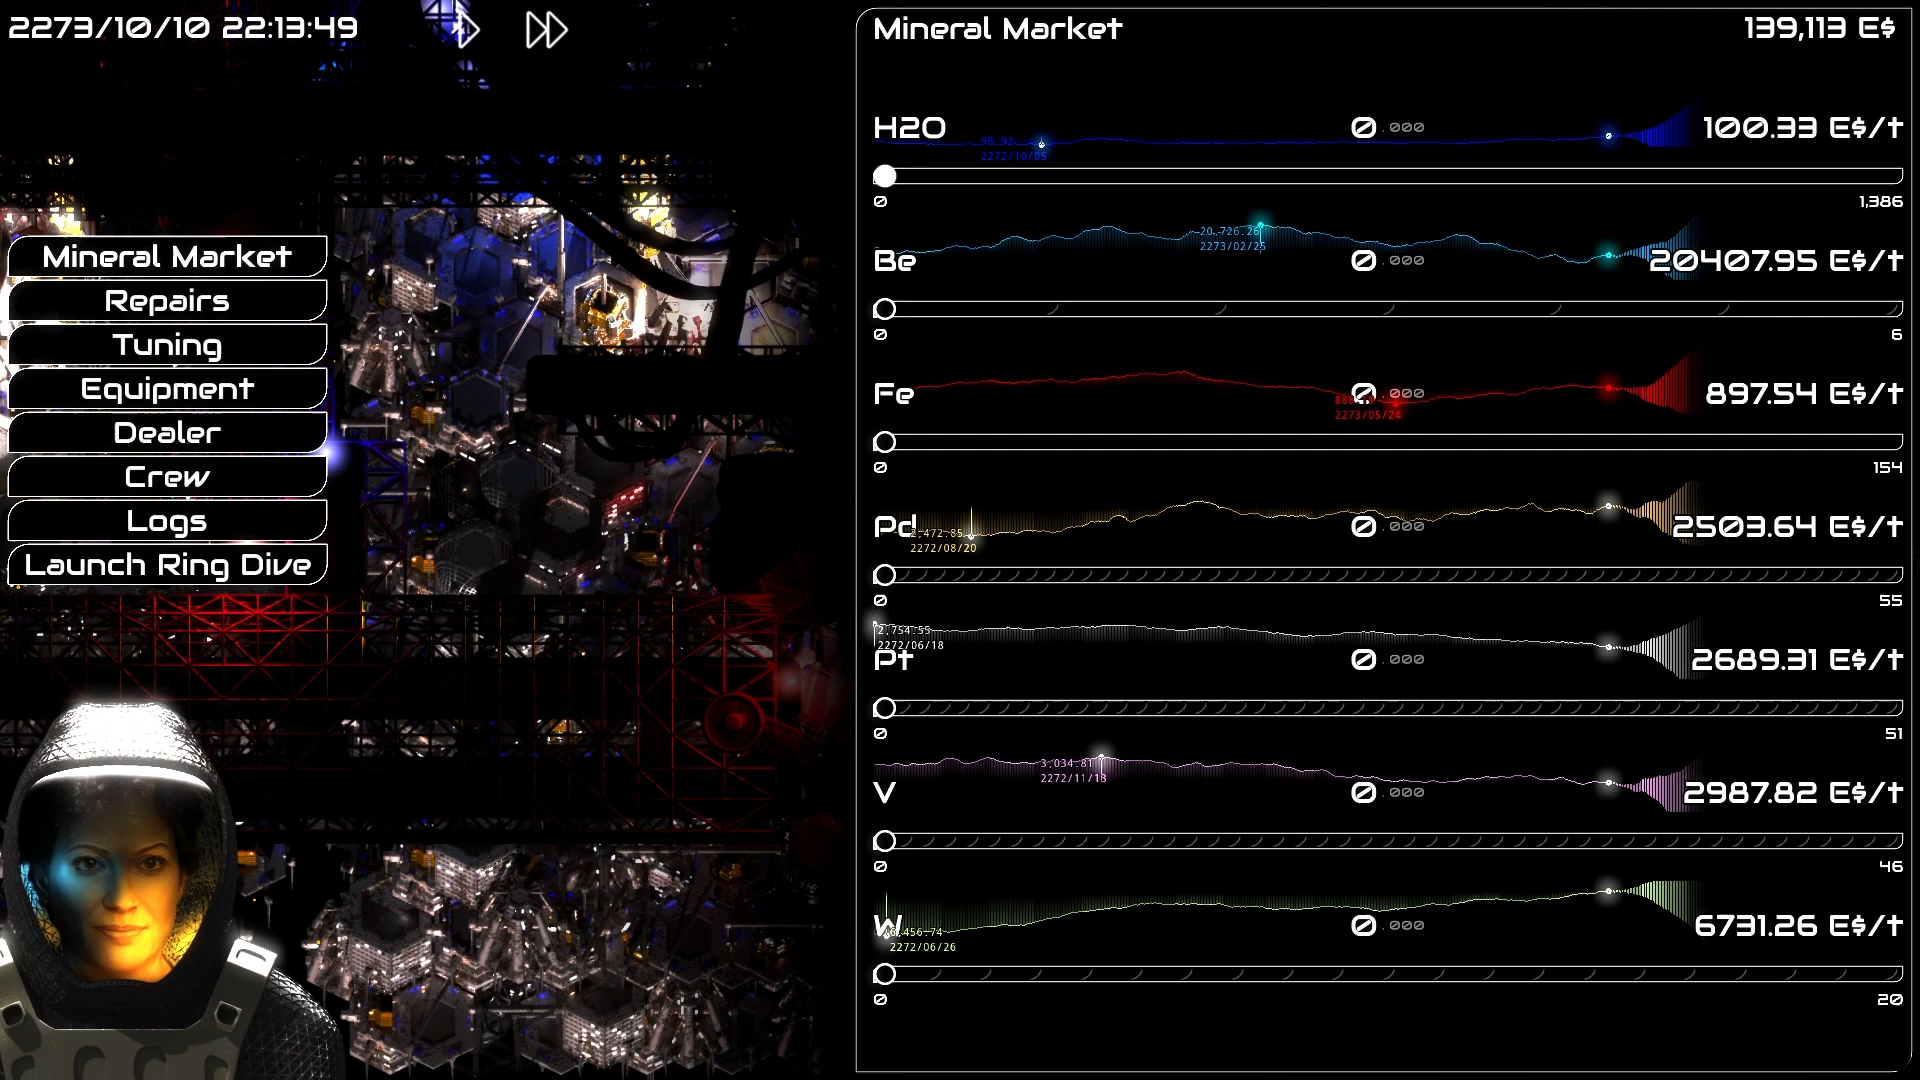 2273/10/10 22:13:49
Mineral Market
Repairs
Tuning
Equipment
Dealer
Crew
Logs
Launch Ring Dive
Mineral Market 139,113 E$
H2O 0.000 100.33 E$/t
98.92
2272/10/05
0 1,386
20,726.26
2273/02/25
Be 0.000 20407.95 E$/t
0 6
Fe 0.000 897.54 E$/t
2273/05/24
0 154
Pd 0.000 2503.64 E$/t
2,472.85
2272/08/20
0 55
2,754.55
2272/06/18
Pt 0.000 2689.31 E$/t
0 51
3,034.81
2272/11/13
V 0.000 2987.82 E$/t
0 46
W 0.000 6731.26 E$/t
6,456.74
2272/06/26
0 20